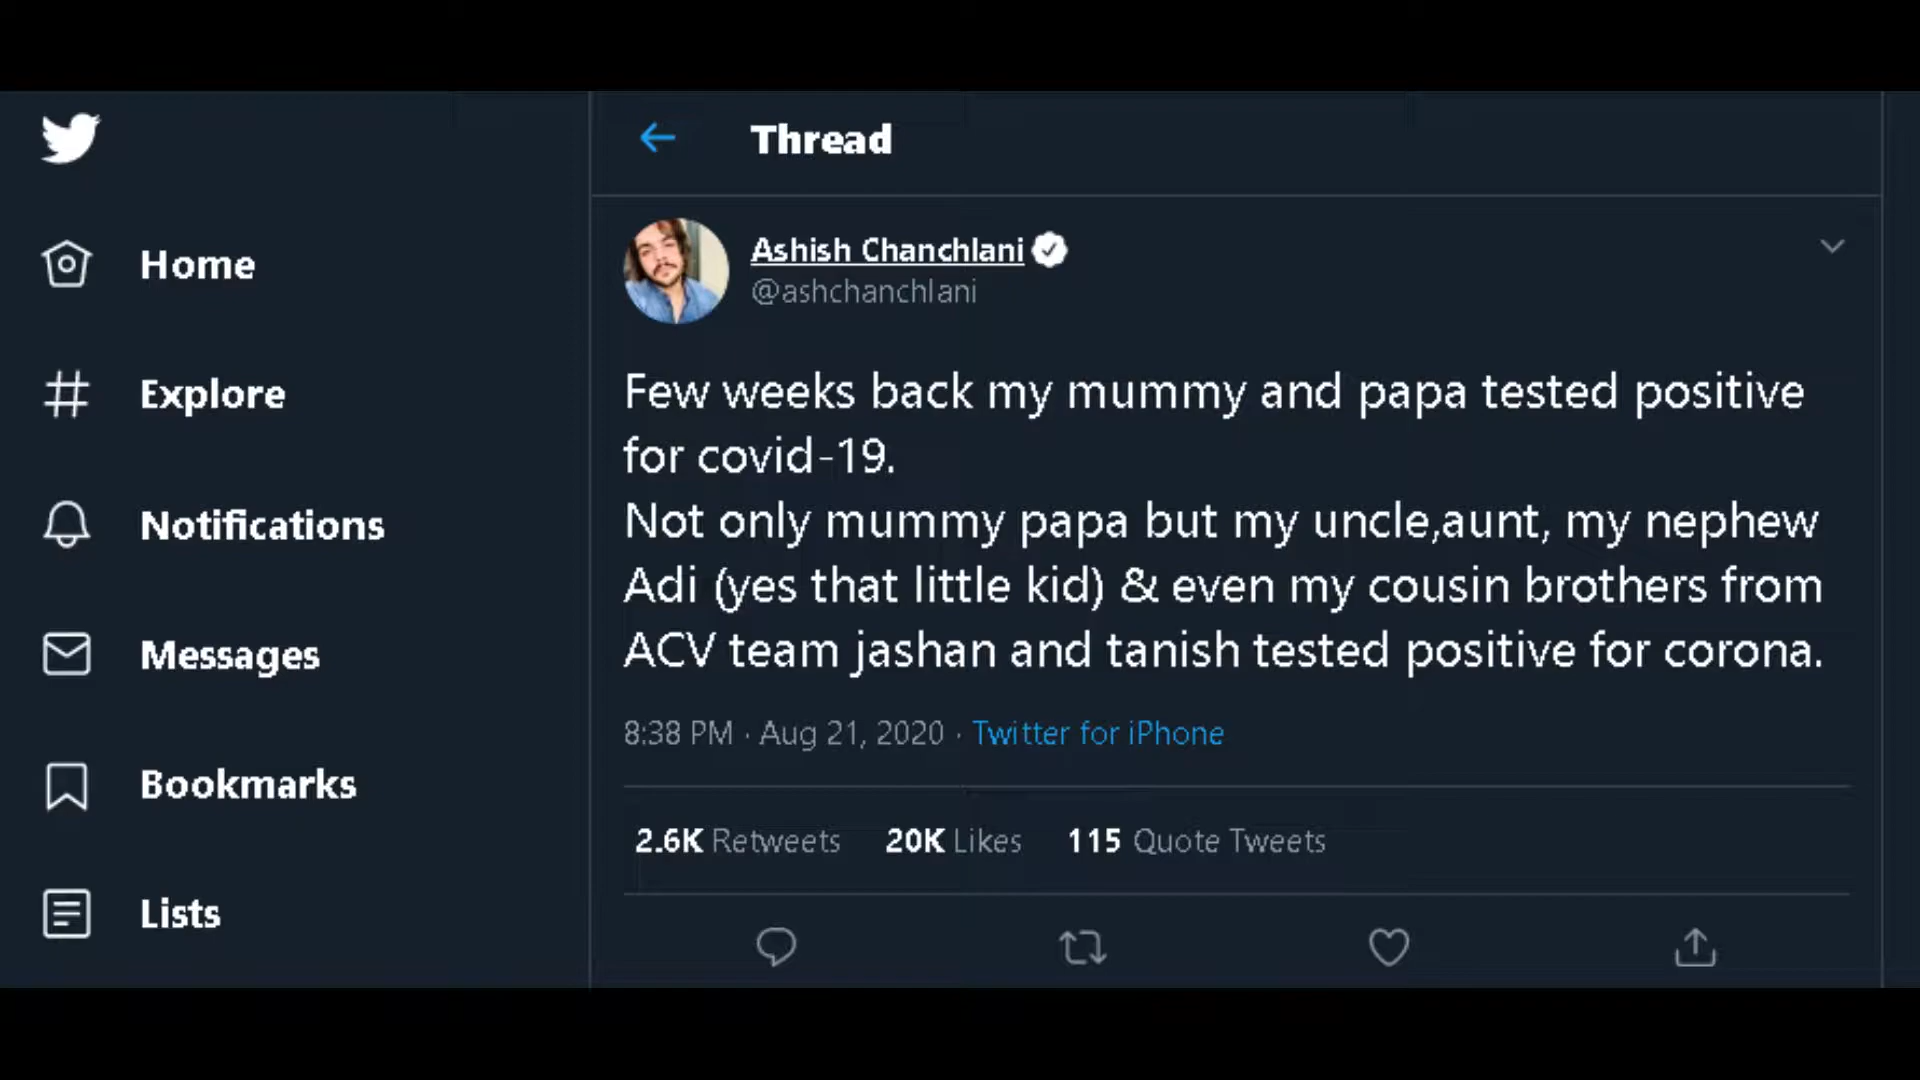 Thread
Home
Explore
Notifications
Messages
Bookmarks
Lists
Ashish Chanchlani
@ashchanchlani
Few weeks back my mummy and papa tested positive
for covid-19.
Not only mummy papa but my uncle,aunt, my nephew
Adi (yes that little kid) & even my cousin brothers from
ACV team jashan and tanish tested positive for corona.
8:38 PM · Aug 21, 2020 · Twitter for iPhone
2.6K Retweets 20K Likes 115 Quote Tweets